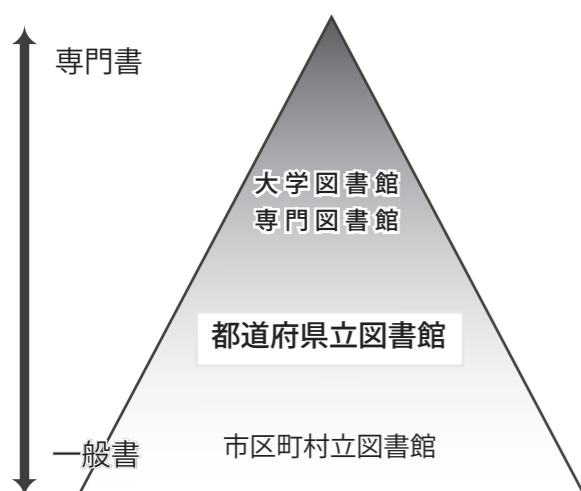 専門書
大学図書館
専門図書館
都道府県立図書館
一般書
市区町村立図書館